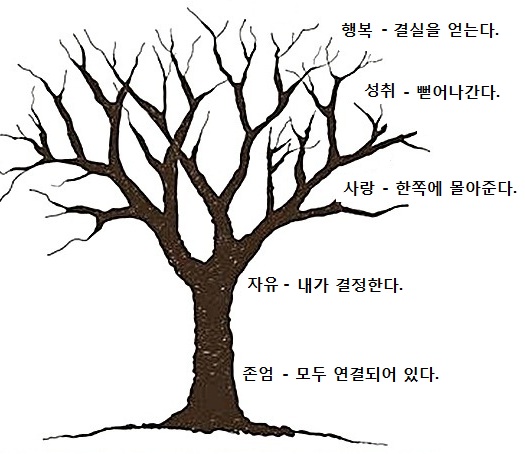 행복 - 결실을 얻는다.
성취 - 뻗어나간다.
사랑 - 한쪽에 몰아준다.
자유 - 내가 결정한다.
존엄 - 모두 연결되어 있다.